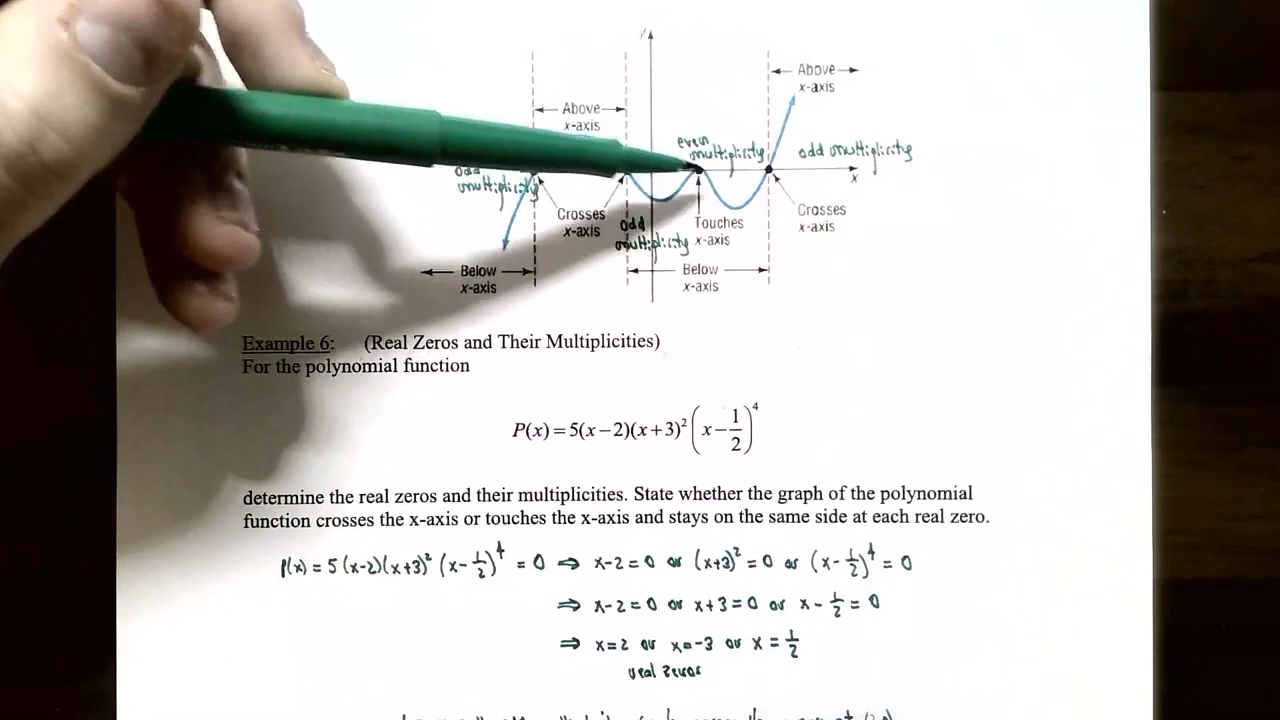 y
Above
x-axis
Above
x-axis
even
multiplicity
odd multiplicity
x
odd
multiplicity
Crosses
x-axis
odd
multiplicity
Touches
x-axis
Crosses
x-axis
Below
x-axis
Below
x-axis
Example 6: (Real Zeros and Their Multiplicities)
For the polynomial function
P(x) = 5(x−2)(x+3)²(x−1/2)⁴
determine the real zeros and their multiplicities. State whether the graph of the polynomial
function crosses the x-axis or touches the x-axis and stays on the same side at each real zero.
P(x) = 5(x-2)(x+3)²(x-1/2)⁴ = 0 ⇒ x-2=0 or (x+3)²=0 or (x-1/2)⁴=0
⇒ x-2=0 or x+3=0 or x-1/2=0
⇒ x=2 or x=-3 or x=1/2
real zeros